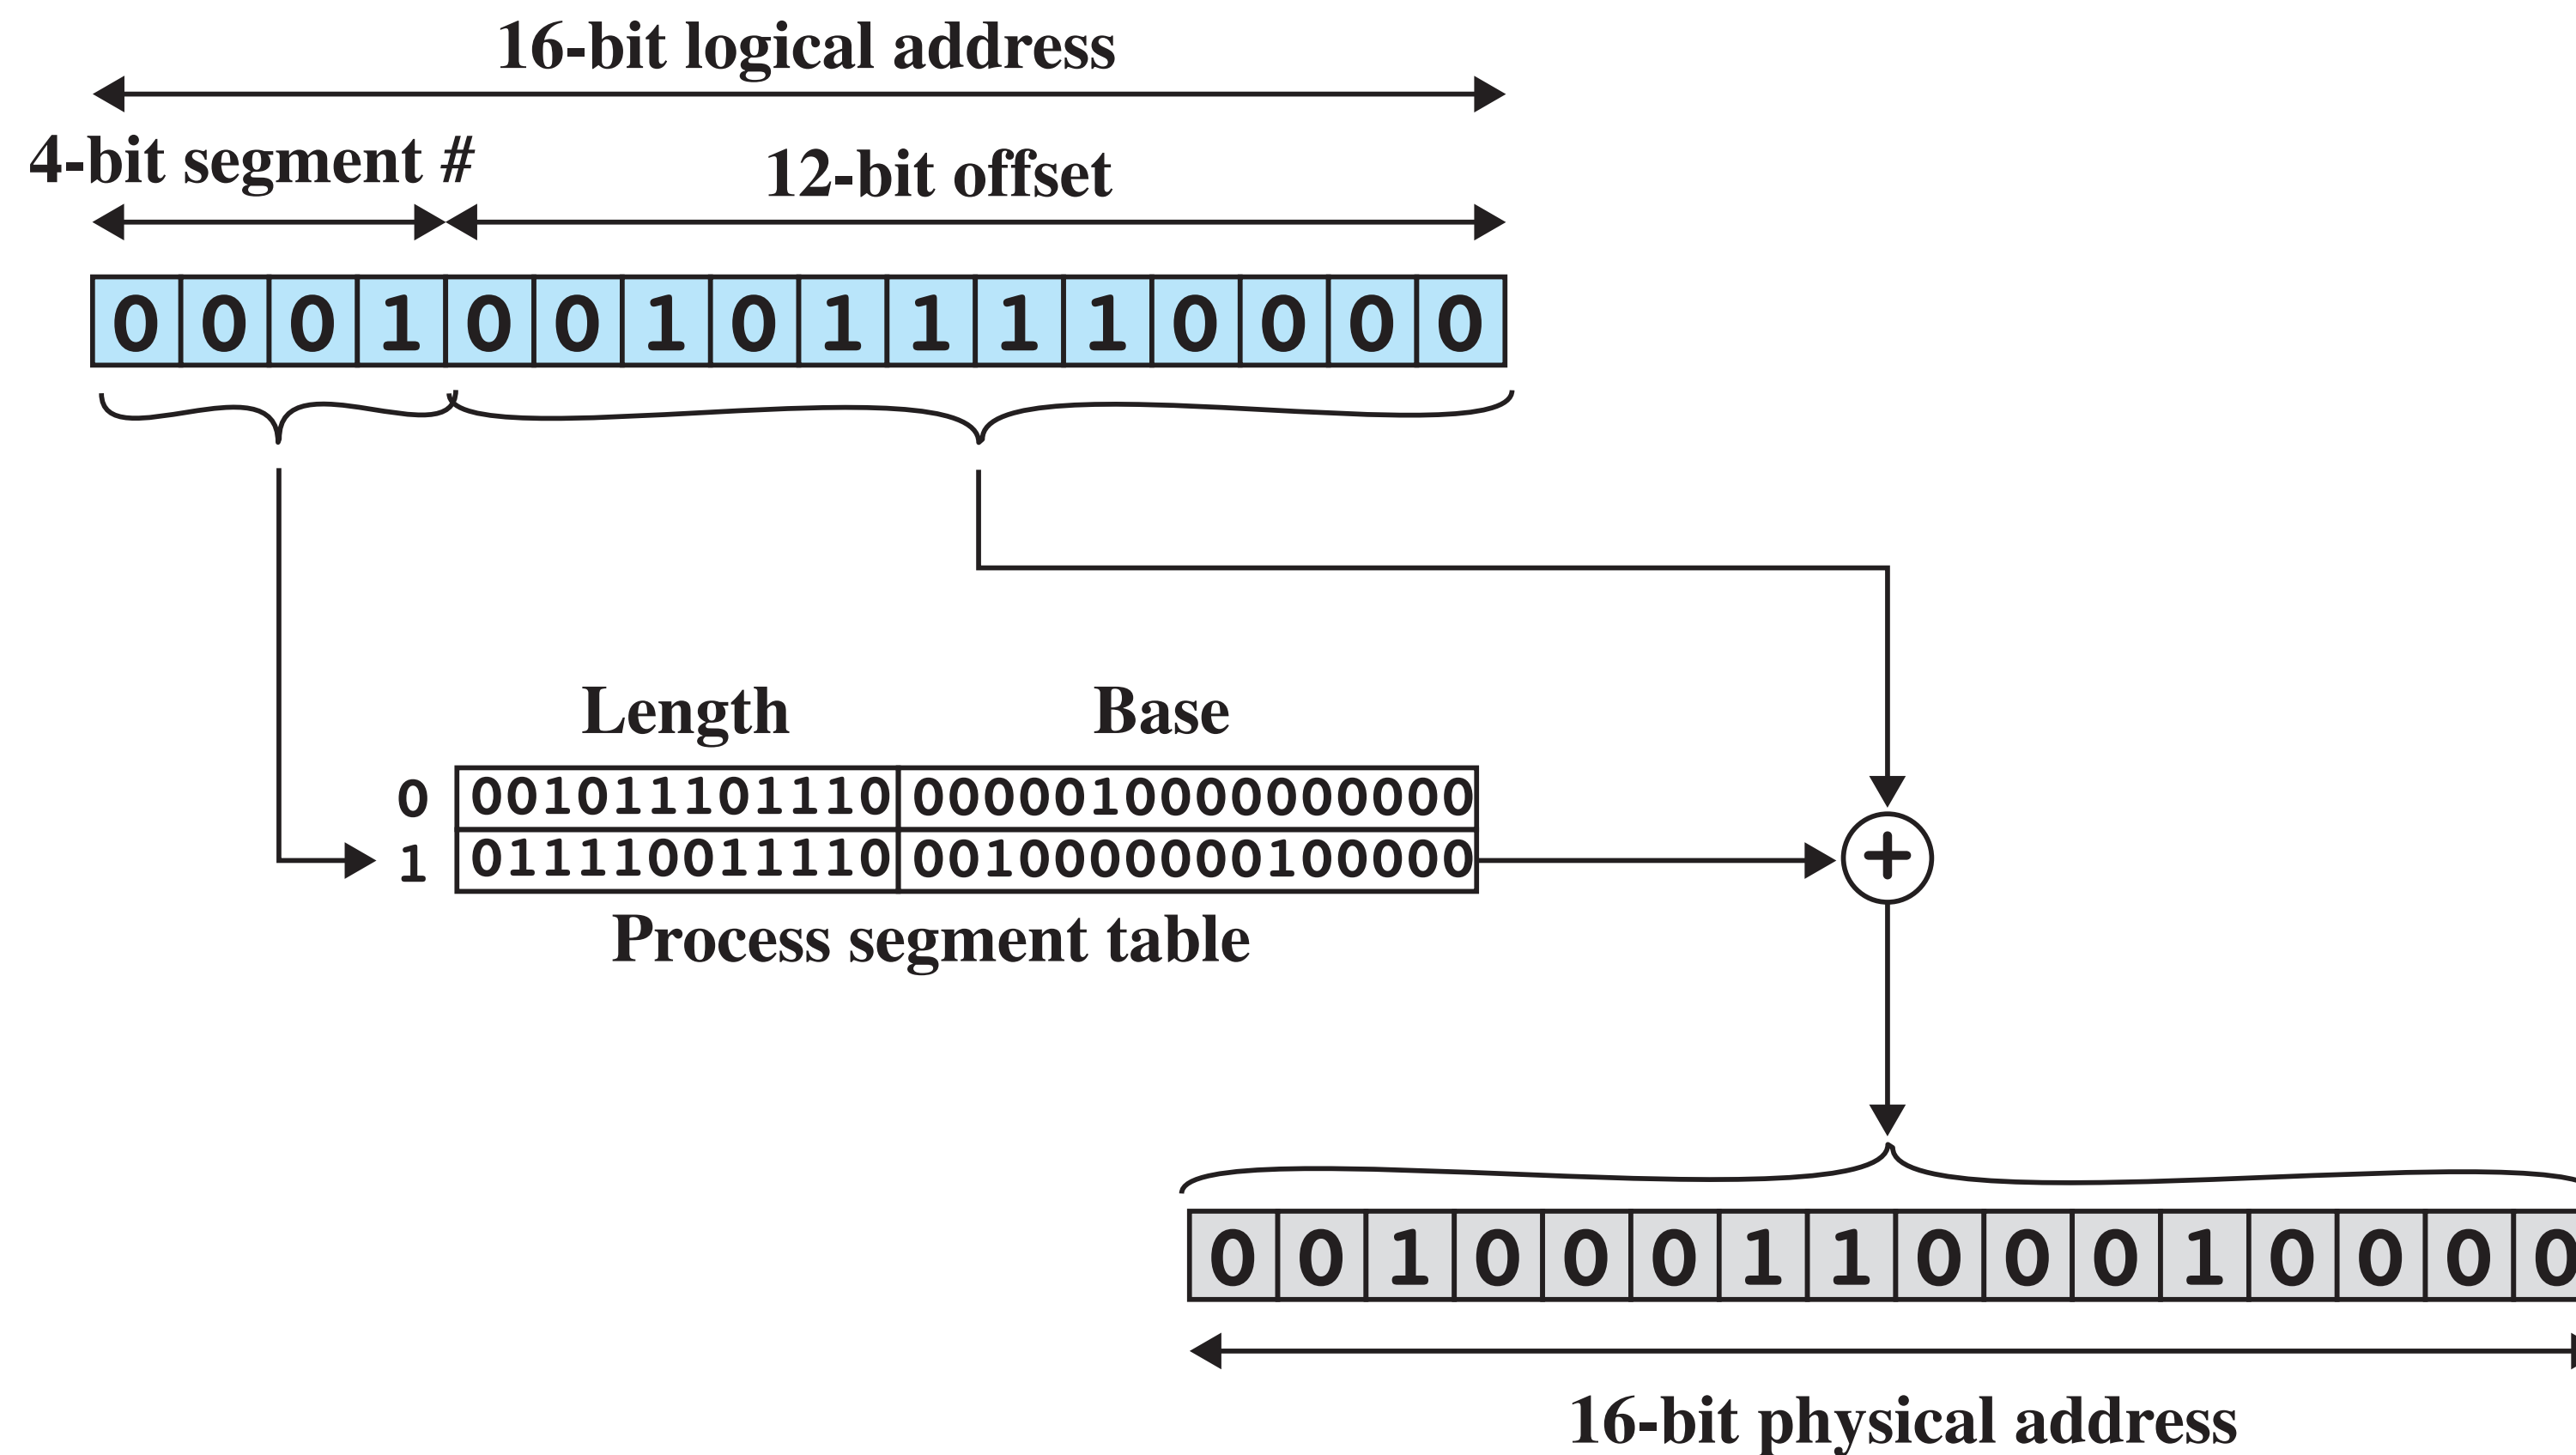 16-bit logical address
4-bit segment #
12-bit offset
0 0 0 1 0 0 1 0 1 1 1 1 0 0 0 0
Length Base
0 001011101110 0000010000000000
1 011110011110 0010000000100000
+
Process segment table
0 0 1 0 0 0 1 1 0 0 0 1 0 0 0 0
16-bit physical address